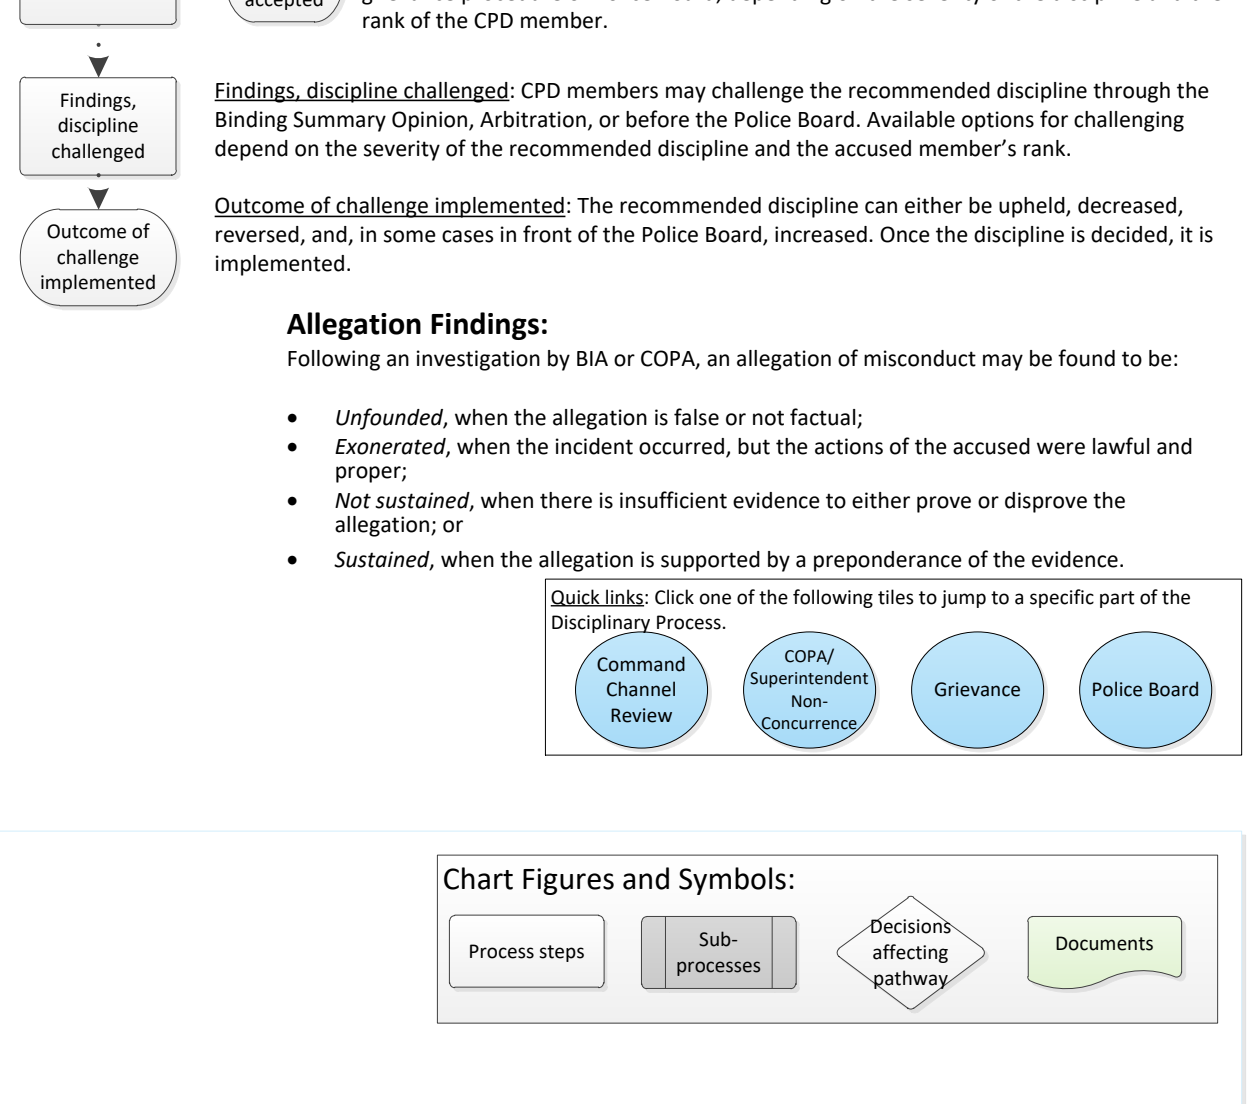 accepted
rank of the CPD member.
Findings,
discipline
challenged
Findings, discipline challenged: CPD members may challenge the recommended discipline through the
Binding Summary Opinion, Arbitration, or before the Police Board. Available options for challenging
depend on the severity of the recommended discipline and the accused member’s rank.
Outcome of
challenge
implemented
Outcome of challenge implemented: The recommended discipline can either be upheld, decreased,
reversed, and, in some cases in front of the Police Board, increased. Once the discipline is decided, it is
implemented.
Allegation Findings:
Following an investigation by BIA or COPA, an allegation of misconduct may be found to be:
• Unfounded, when the allegation is false or not factual;
• Exonerated, when the incident occurred, but the actions of the accused were lawful and
proper;
• Not sustained, when there is insufficient evidence to either prove or disprove the
allegation; or
• Sustained, when the allegation is supported by a preponderance of the evidence.
Quick links: Click one of the following tiles to jump to a specific part of the
Disciplinary Process.
Command
Channel
Review
COPA/
Superintendent
Non-
Concurrence
Grievance
Police Board
Chart Figures and Symbols:
Process steps
Sub-
processes
Decisions
affecting
pathway
Documents